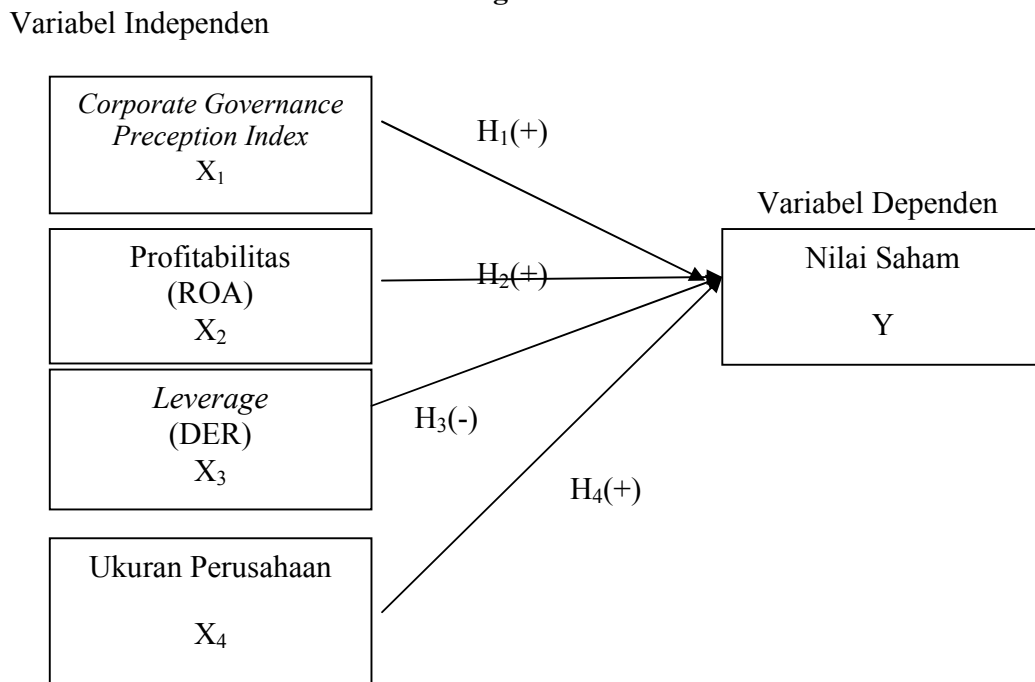 Variabel Independen
Corporate Governance
Preception Index
X₁
H₁(+)
Variabel Dependen
Profitabilitas
(ROA)
X₂
H₂(+)
Nilai Saham
Y
Leverage
(DER)
X₃
H₃(-)
H₄(+)
Ukuran Perusahaan
X₄